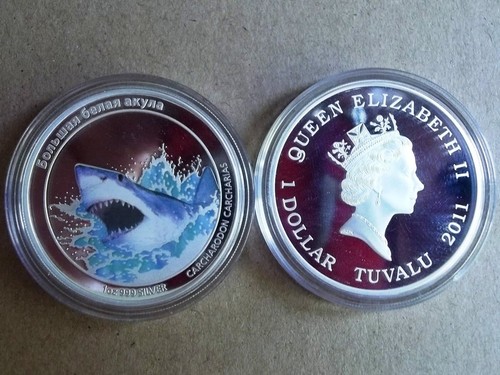 Большая белая акула
CARCHARODON CARCHARIAS
1oz 999 SILVER
QUEEN ELIZABETH II
1 DOLLAR TUVALU 2011